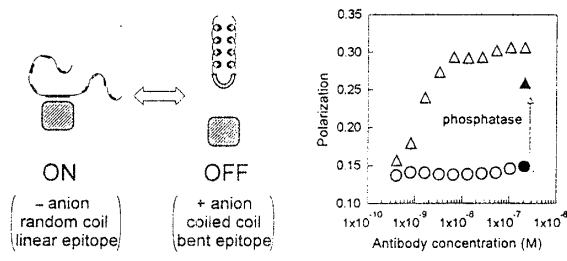 ON
OFF
− anion
random coil
linear epitope
+ anion
coiled coil
bent epitope
Polarization
0.35
0.30
0.25
0.20
0.15
0.10
phosphatase
1x10⁻¹⁰ 1x10⁻⁹ 1x10⁻⁸ 1x10⁻⁷ 1x10⁻⁶
Antibody concentration (M)